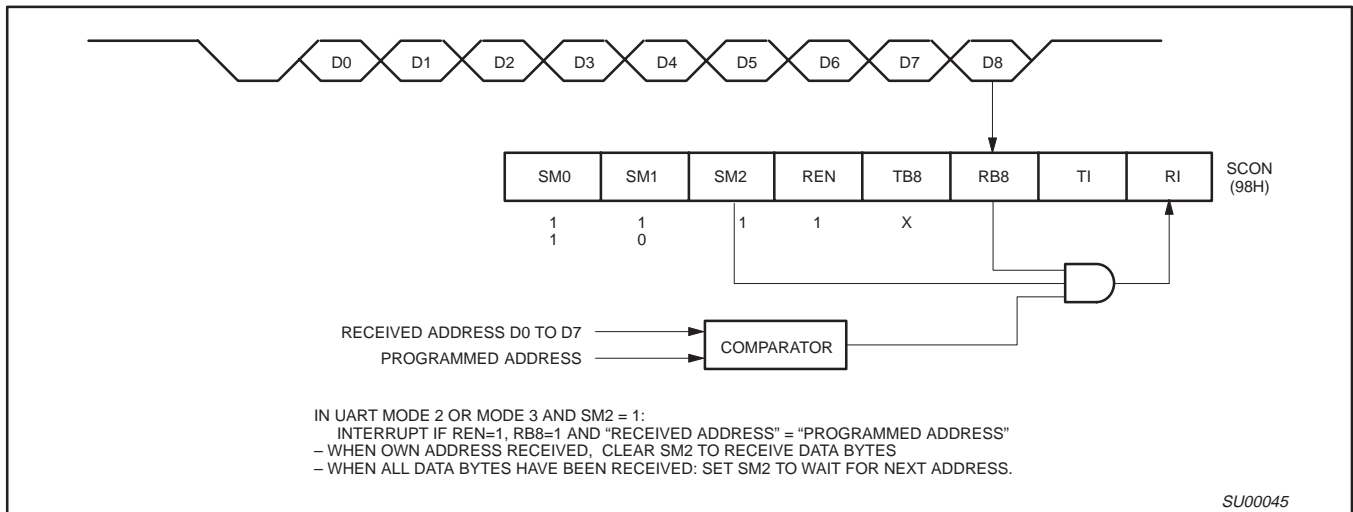 D0 D1 D2 D3 D4 D5 D6 D7 D8
SM0 SM1 SM2 REN TB8 RB8 TI RI
SCON
(98H)
1 1 1 1 X
1 0
RECEIVED ADDRESS D0 TO D7
PROGRAMMED ADDRESS
COMPARATOR
IN UART MODE 2 OR MODE 3 AND SM2 = 1:
INTERRUPT IF REN=1, RB8=1 AND “RECEIVED ADDRESS” = “PROGRAMMED ADDRESS”
– WHEN OWN ADDRESS RECEIVED, CLEAR SM2 TO RECEIVE DATA BYTES
– WHEN ALL DATA BYTES HAVE BEEN RECEIVED: SET SM2 TO WAIT FOR NEXT ADDRESS.
SU00045